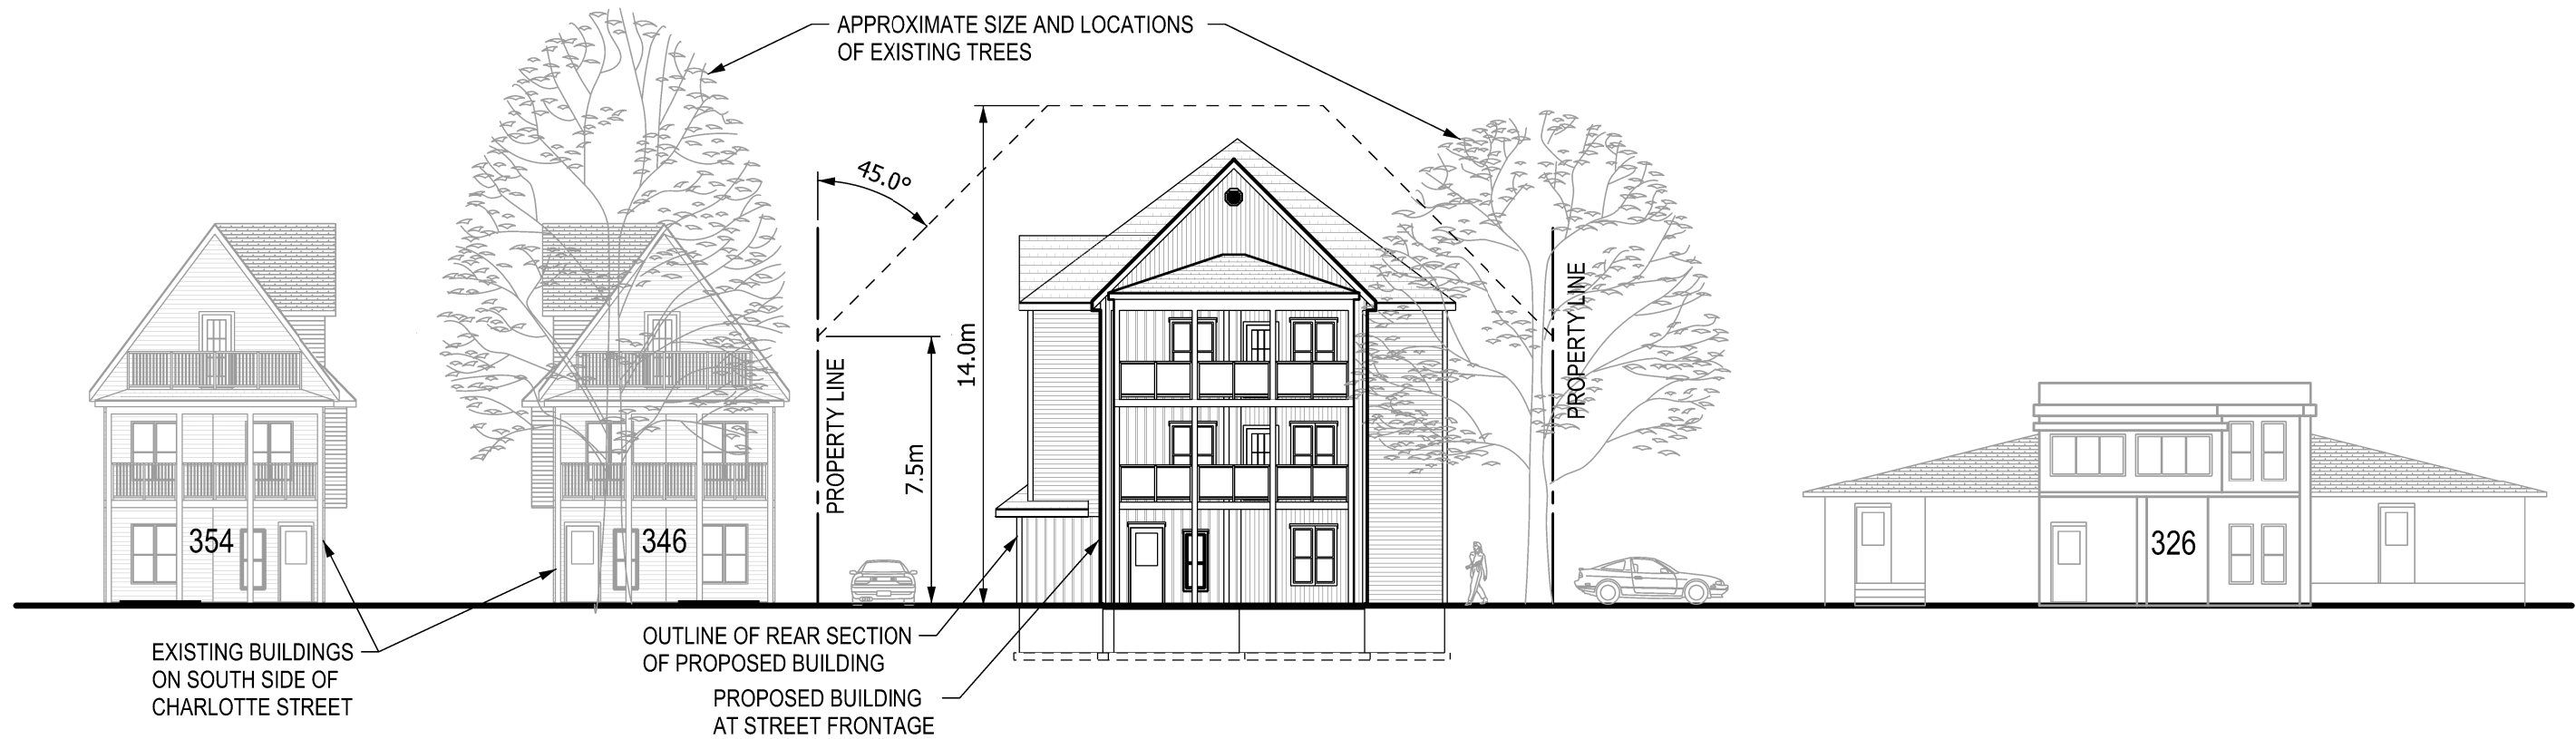 APPROXIMATE SIZE AND LOCATIONS
OF EXISTING TREES
45.0°
14.0m
7.5m
PROPERTY LINE
PROPERTY LINE
354
346
326
EXISTING BUILDINGS
ON SOUTH SIDE OF
CHARLOTTE STREET
OUTLINE OF REAR SECTION
OF PROPOSED BUILDING
PROPOSED BUILDING
AT STREET FRONTAGE